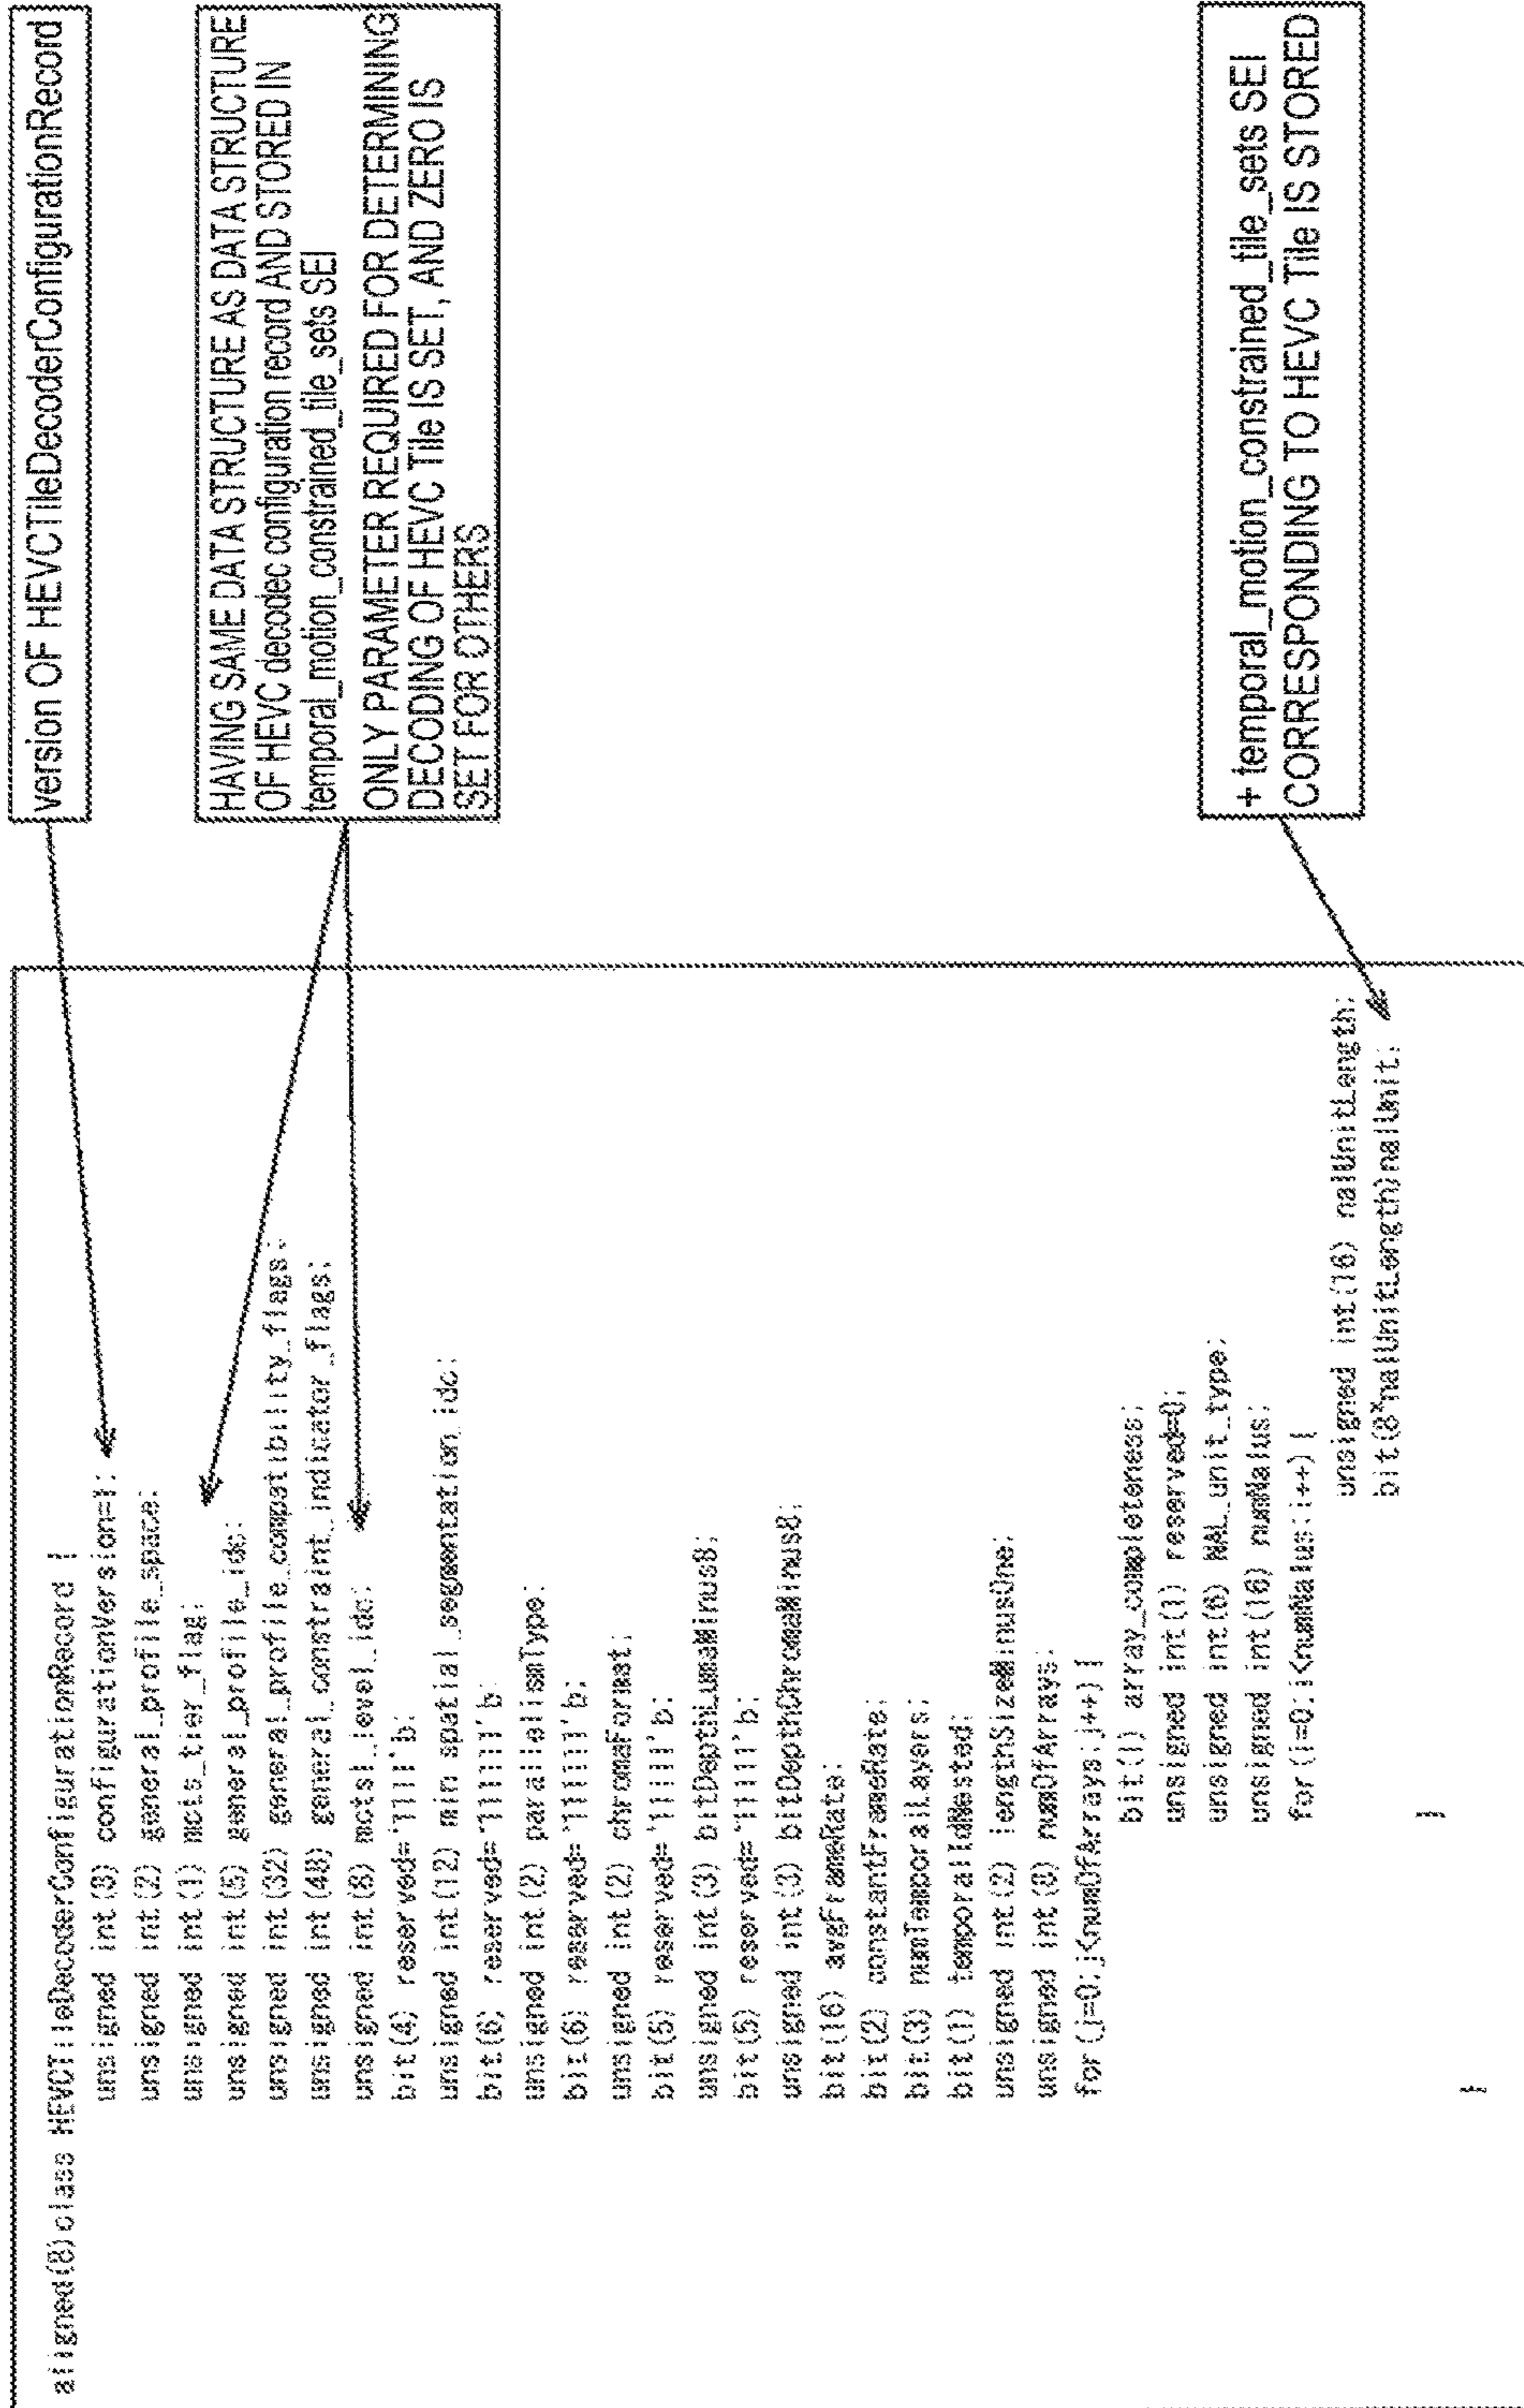 aligned(8)class HEVCTileDecoderConfigurationRecord {
unsigned int(8) configurationVersion=1;
unsigned int(2) general_profile_space;
unsigned int(1) mcts_tier_flag;
unsigned int(5) general_profile_idc;
unsigned int(32) general_profile_compatibility_flags;
unsigned int(48) general_constraint_indicator_flags;
unsigned int(8) mctsl_level_idc;
bit(4) reserved='1111'b;
unsigned int(12) min_spatial_segmentation_idc;
bit(6) reserved='111111'b;
unsigned int(2) parallelismType;
bit(6) reserved='111111'b;
unsigned int(2) chromaFormat;
bit(5) reserved='11111'b;
unsigned int(3) bitDepthLumaMinus8;
bit(5) reserved='11111'b;
unsigned int(3) bitDepthChromaMinus8;
bit(16) avgFrameRate;
bit(2) constantFrameRate;
bit(3) numTemporalLayers;
bit(1) temporalIdNested;
unsigned int(2) lengthSizeMinusOne;
unsigned int(8) numOfArrays;
for(j=0;j<numOfArrays;j++){
bit(1) array_completeness;
unsigned int(1) reserved=0;
unsigned int(6) NAL_unit_type;
unsigned int(16) numNalus;
for(i=0;i<numNalus;i++){
unsigned int(16) nalUnitLength;
bit(8*nalUnitLength)nalUnit;
}
}
version OF HEVCTileDecoderConfigurationRecord
HAVING SAME DATA STRUCTURE AS DATA STRUCTURE
OF HEVC decodec configuration record AND STORED IN
temporal_motion_constrained_tile_sets SEI
ONLY PARAMETER REQUIRED FOR DETERMINING
DECODING OF HEVC Tile IS SET, AND ZERO IS
SET FOR OTHERS
+ temporal_motion_constrained_tile_sets SEI
CORRESPONDING TO HEVC Tile IS STORED